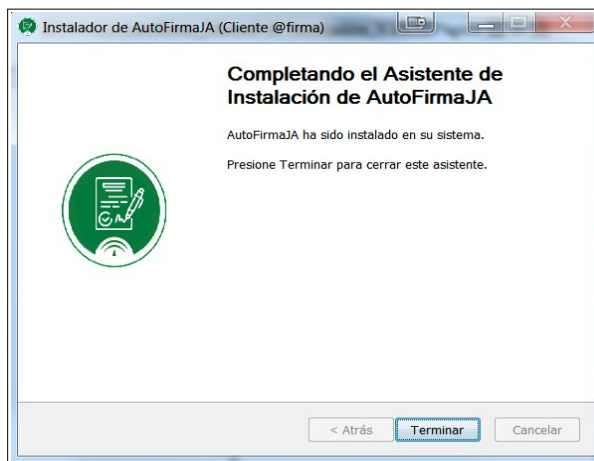 Instalador de AutoFirmaJA (Cliente @firma)
Completando el Asistente de
Instalación de AutoFirmaJA
AutoFirmaJA ha sido instalado en su sistema.
Presione Terminar para cerrar este asistente.
< Atrás
Terminar
Cancelar